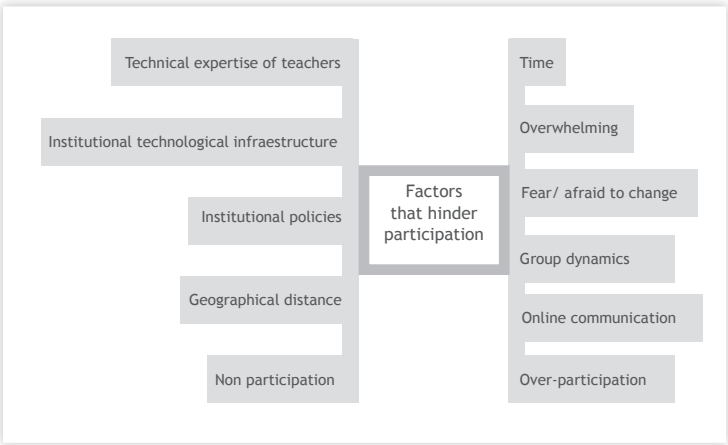 Technical expertise of teachers
Institutional technological infraestructure
Institutional policies
Geographical distance
Non participation
Factors
that hinder
participation
Time
Overwhelming
Fear/ afraid to change
Group dynamics
Online communication
Over-participation